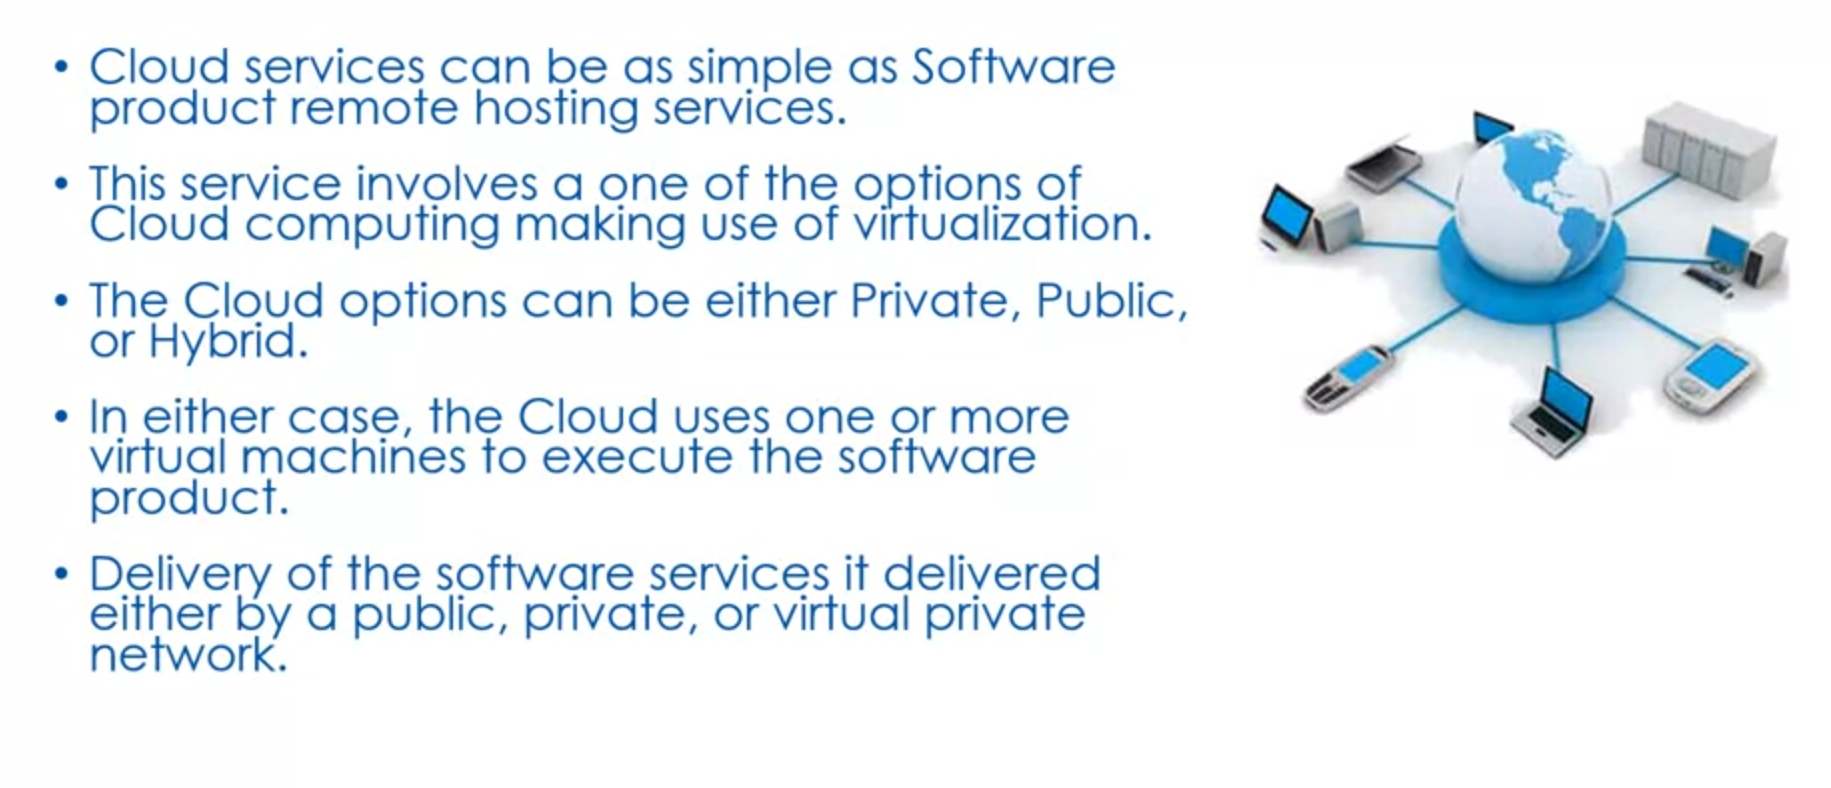 • Cloud services can be as simple as Software
product remote hosting services.
• This service involves a one of the options of
Cloud computing making use of virtualization.
• The Cloud options can be either Private, Public,
or Hybrid.
• In either case, the Cloud uses one or more
virtual machines to execute the software
product.
• Delivery of the software services it delivered
either by a public, private, or virtual private
network.